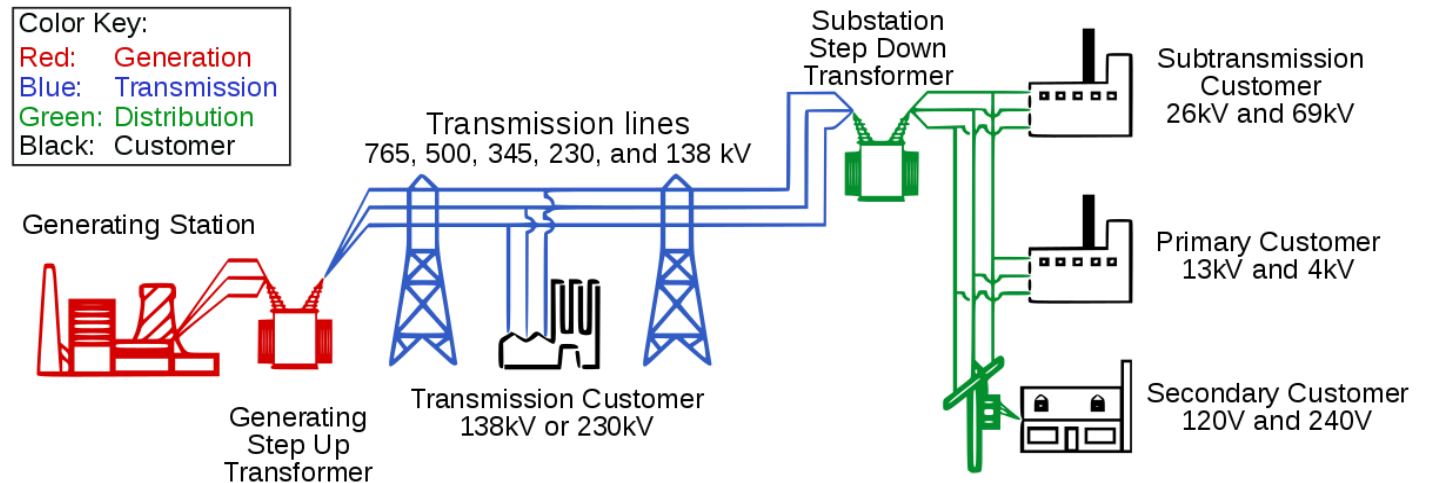 Color Key:
Red: Generation
Blue: Transmission
Green: Distribution
Black: Customer
Generating Station
Generating
Step Up
Transformer
Transmission lines
765, 500, 345, 230, and 138 kV
Transmission Customer
138kV or 230kV
Substation
Step Down
Transformer
Subtransmission
Customer
26kV and 69kV
Primary Customer
13kV and 4kV
Secondary Customer
120V and 240V